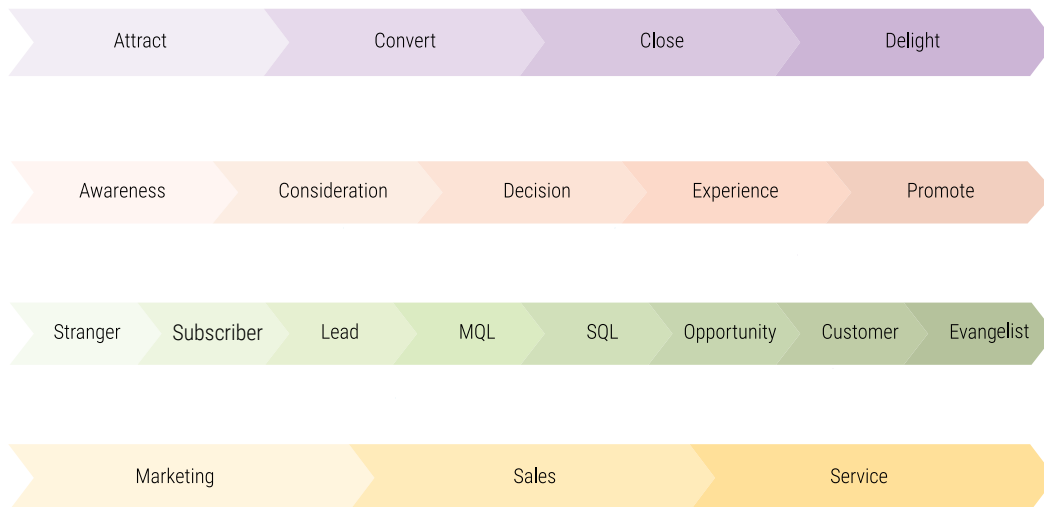 Attract Convert Close Delight
Awareness Consideration Decision Experience Promote
Stranger Subscriber Lead MQL SQL Opportunity Customer Evangelist
Marketing Sales Service